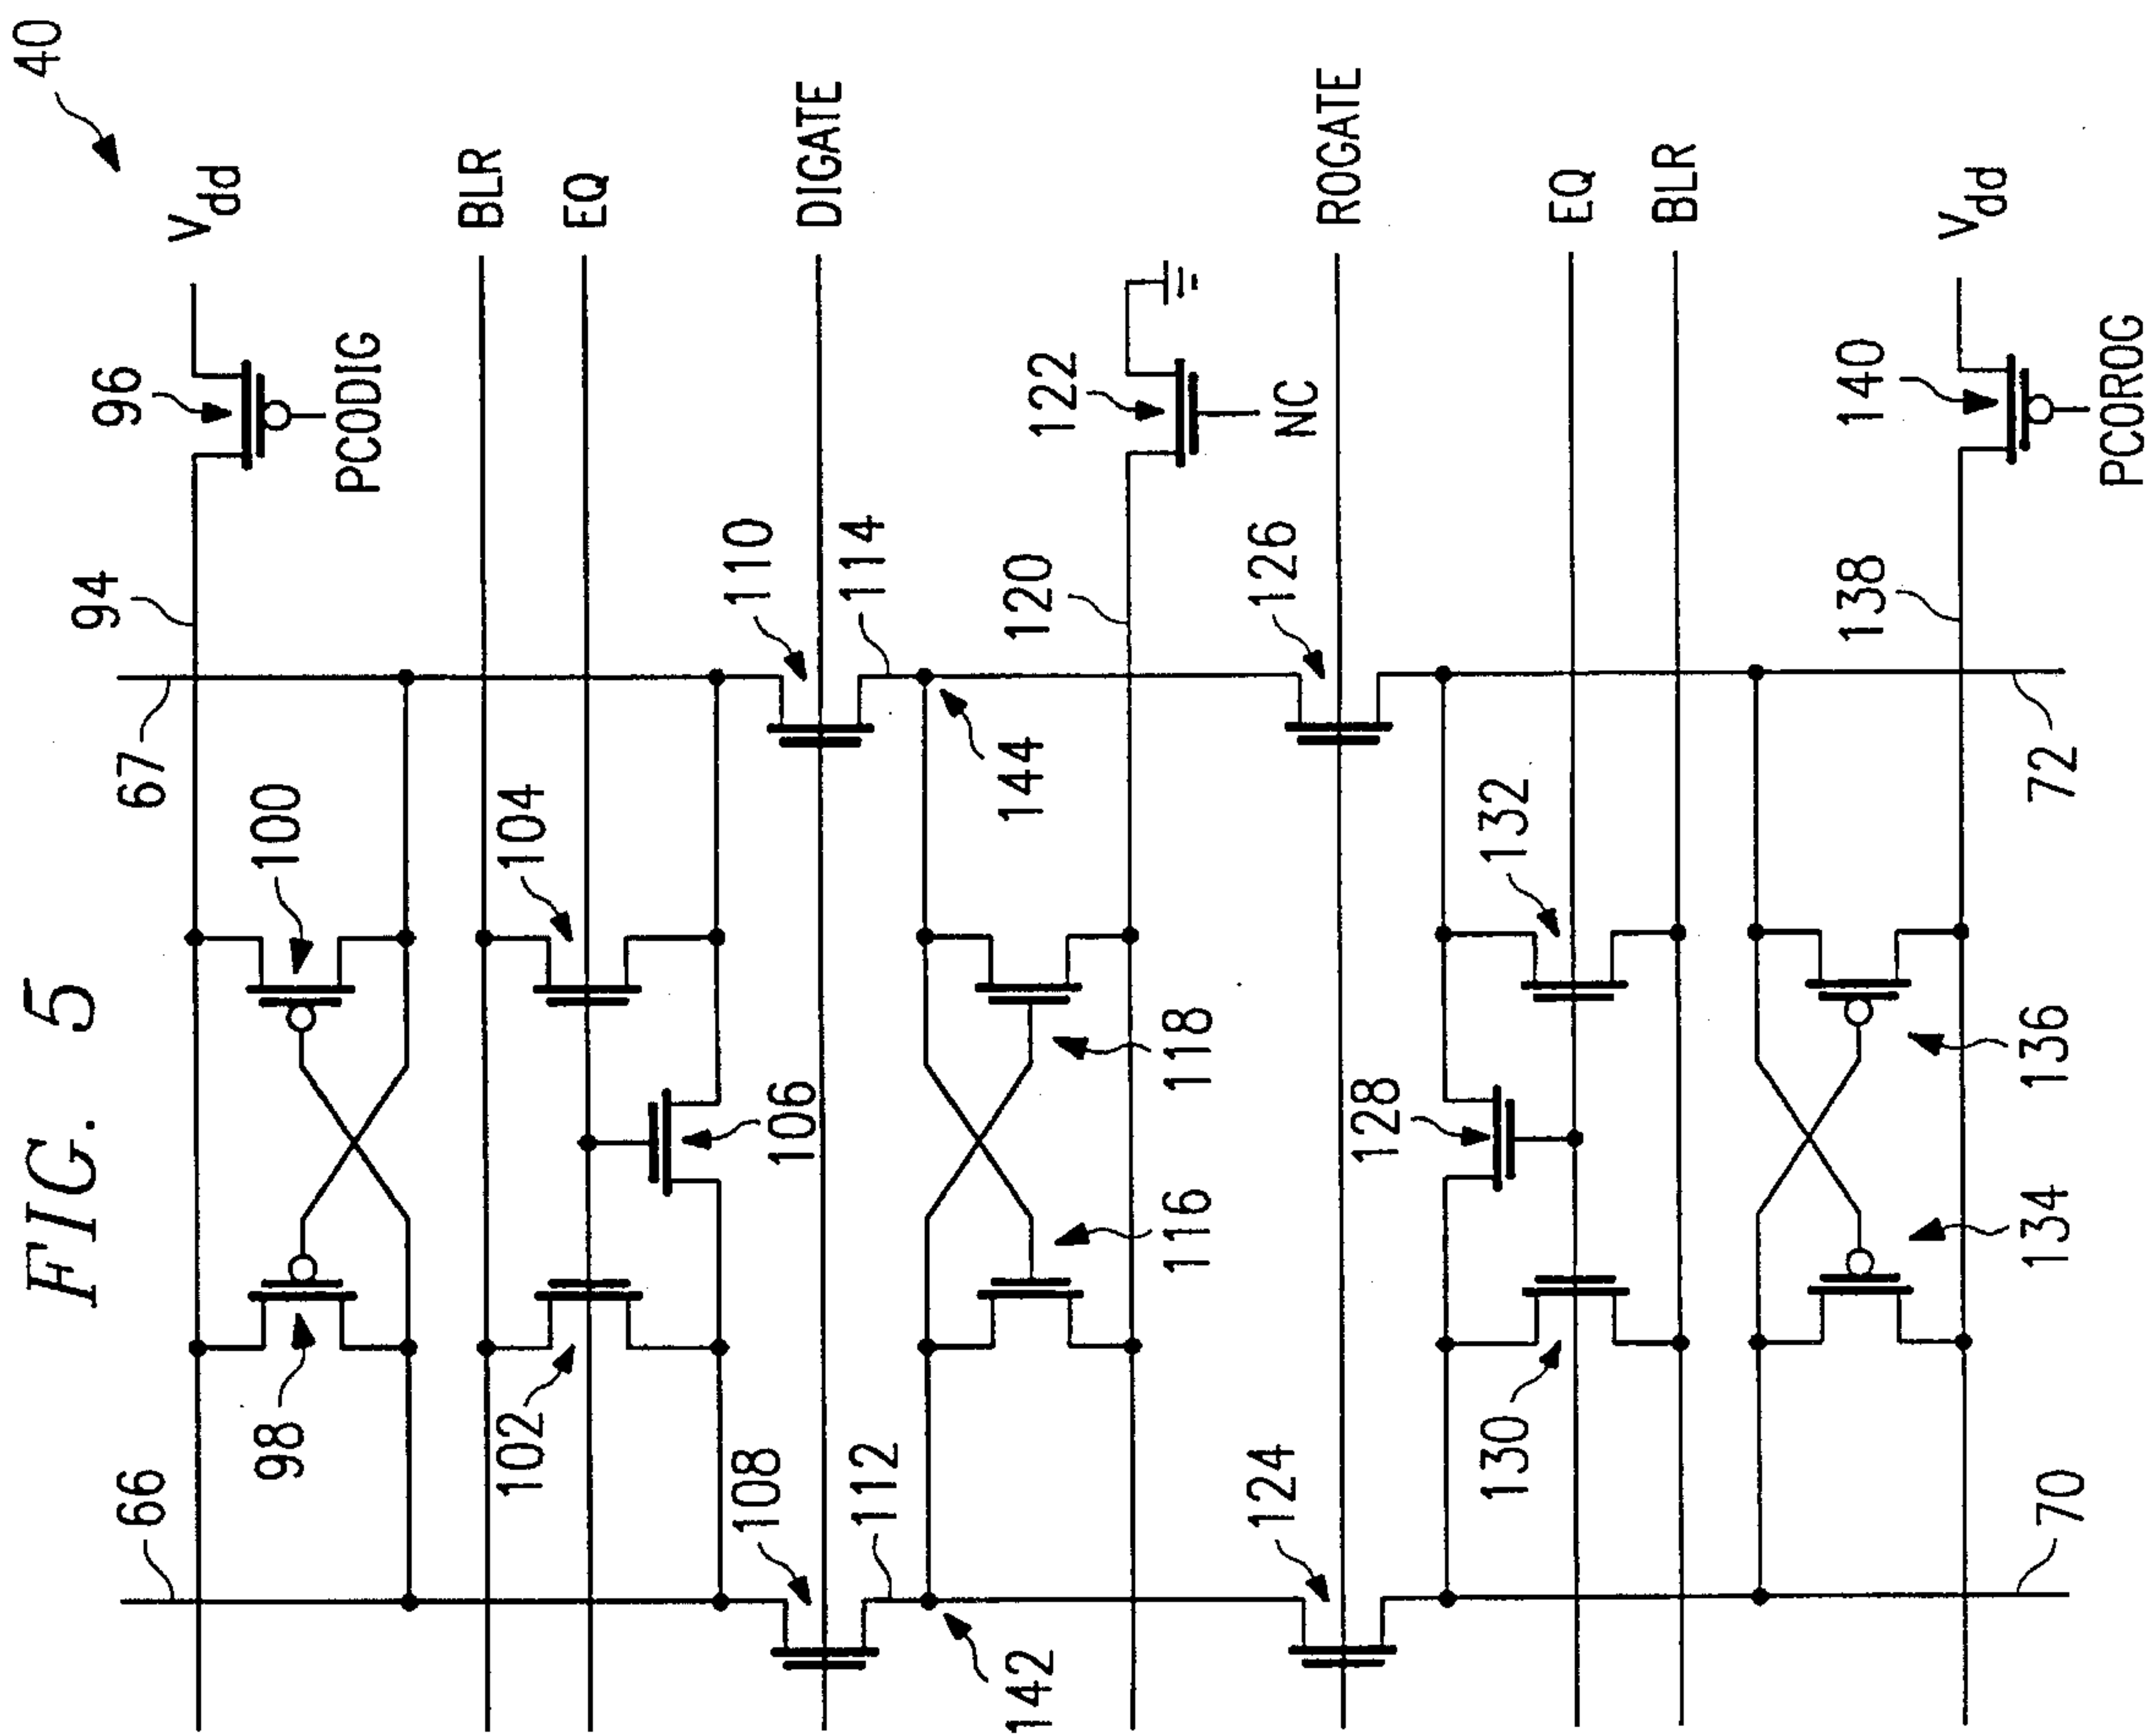 FIG. 5
40
66
67
94
96
Vdd
PCODIG
98
100
BLR
102
104
EQ
106
108
110
DIGATE
112
114
142
144
116
118
120
122
NC
124
126
ROGATE
128
130
132
EQ
BLR
134
136
138
140
Vdd
PCOROG
70
72